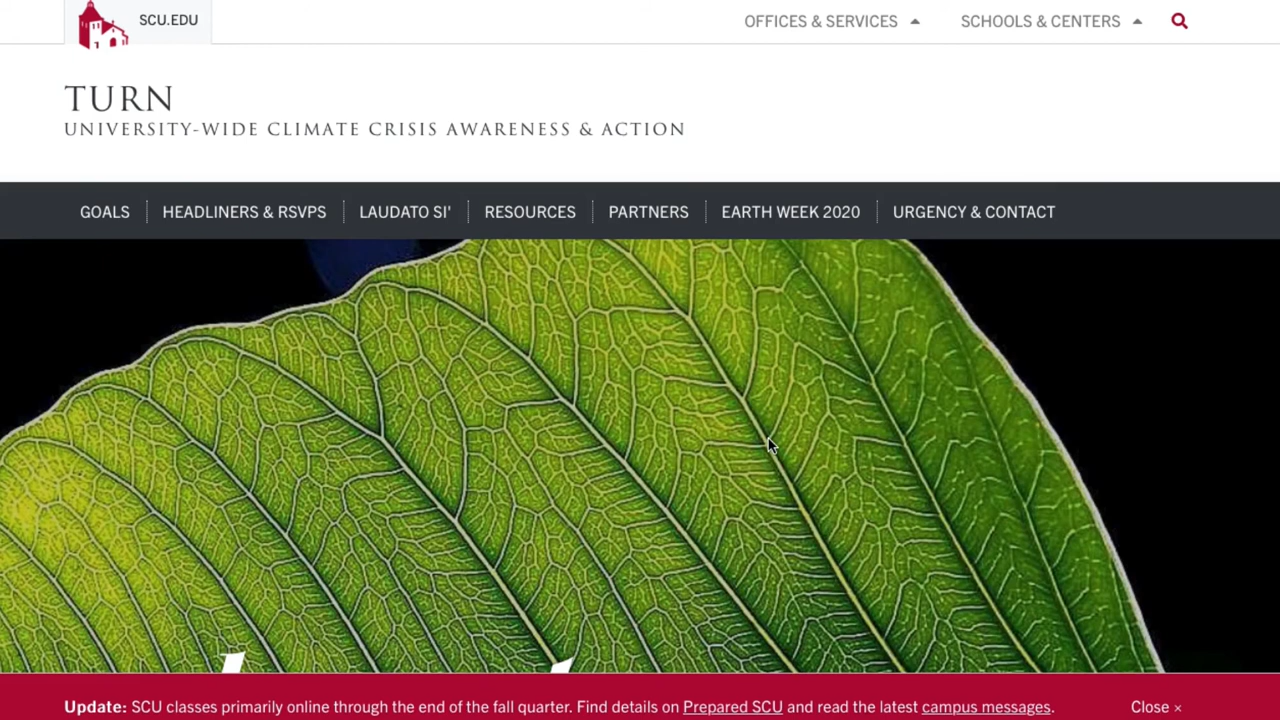 SCU.EDU
OFFICES & SERVICES
SCHOOLS & CENTERS
TURN
UNIVERSITY-WIDE CLIMATE CRISIS AWARENESS & ACTION
GOALS
HEADLINERS & RSVPS
LAUDATO SI'
RESOURCES
PARTNERS
EARTH WEEK 2020
URGENCY & CONTACT
Update: SCU classes primarily online through the end of the fall quarter. Find details on Prepared SCU and read the latest campus messages.
Close ×